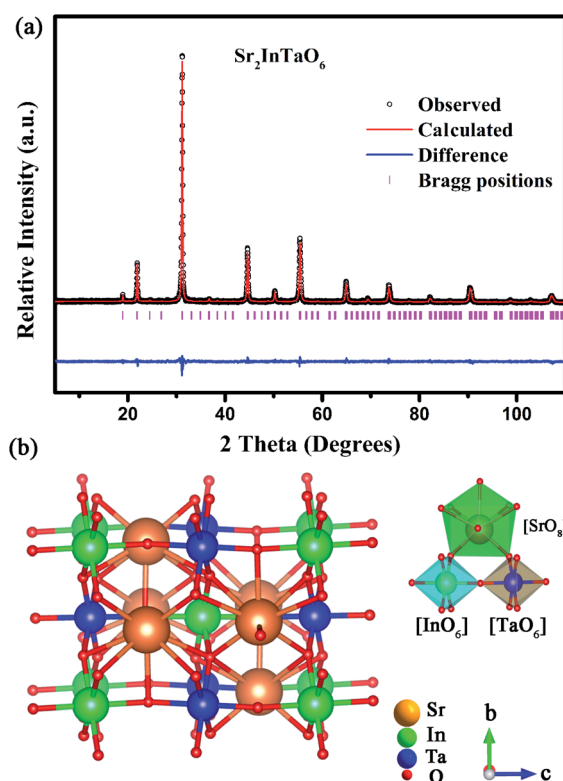 (a)
Sr₂InTaO₆
Observed
Calculated
Difference
Bragg positions
Relative Intensity (a.u.)
20 40 60 80 100
2 Theta (Degrees)
(b)
[SrO₈
[InO₆] [TaO₆]
Sr
In
Ta
O
b
c